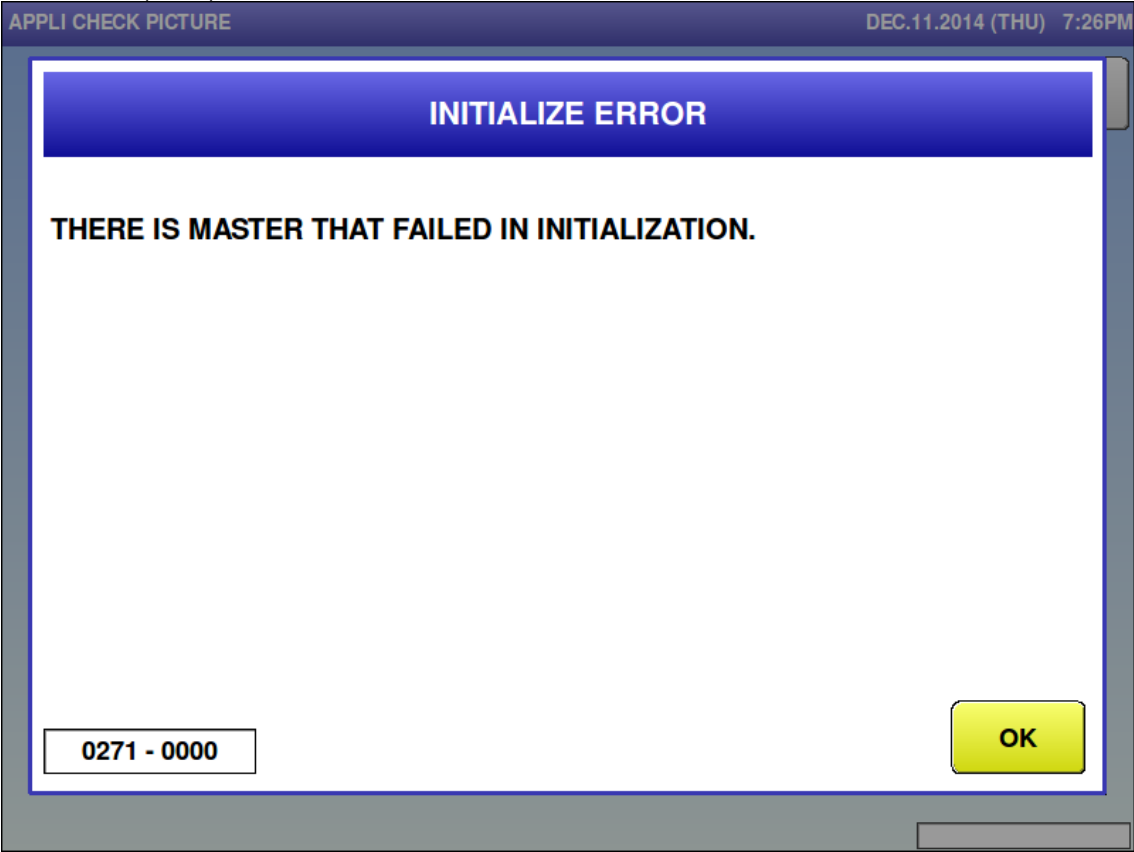 APPLI CHECK PICTURE DEC.11.2014 (THU) 7:26PM
INITIALIZE ERROR
THERE IS MASTER THAT FAILED IN INITIALIZATION.
0271 - 0000
OK